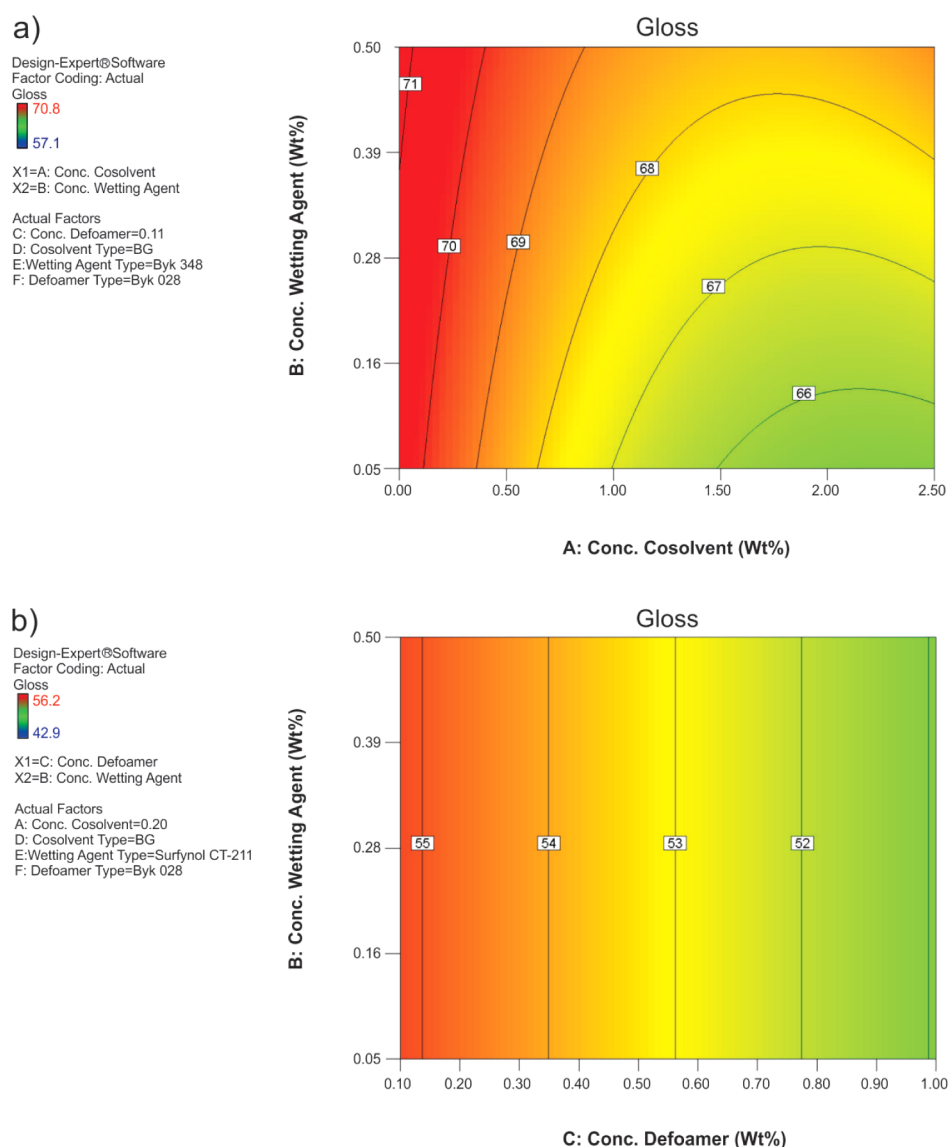 a)
Design-Expert®Software
Factor Coding: Actual
Gloss
70.8
57.1
X1=A: Conc. Cosolvent
X2=B: Conc. Wetting Agent
Actual Factors
C: Conc. Defoamer=0.11
D: Cosolvent Type=BG
E:Wetting Agent Type=Byk 348
F: Defoamer Type=Byk 028
Gloss
B: Conc. Wetting Agent (Wt%)
0.50
0.39
0.28
0.16
0.05
71
70
69
68
67
66
0.00 0.50 1.00 1.50 2.00 2.50
A: Conc. Cosolvent (Wt%)
b)
Design-Expert®Software
Factor Coding: Actual
Gloss
56.2
42.9
X1=C: Conc. Defoamer
X2=B: Conc. Wetting Agent
Actual Factors
A: Conc. Cosolvent=0.20
D: Cosolvent Type=BG
E:Wetting Agent Type=Surfynol CT-211
F: Defoamer Type=Byk 028
Gloss
B: Conc. Wetting Agent (Wt%)
0.50
0.39
0.28
0.16
0.05
55 54 53 52
0.10 0.20 0.30 0.40 0.50 0.60 0.70 0.80 0.90 1.00
C: Conc. Defoamer (Wt%)